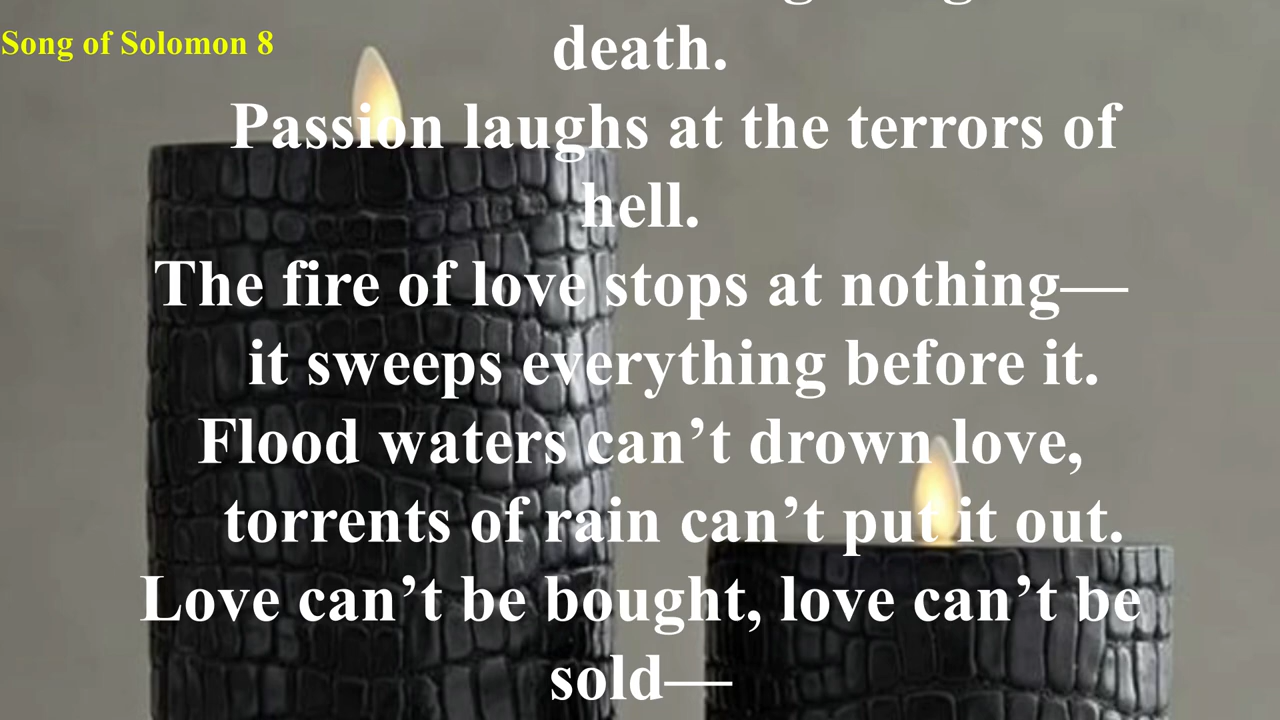 Song of Solomon 8
death.
Passion laughs at the terrors of
hell.
The fire of love stops at nothing—
it sweeps everything before it.
Flood waters can’t drown love,
torrents of rain can’t put it out.
Love can’t be bought, love can’t be
sold—